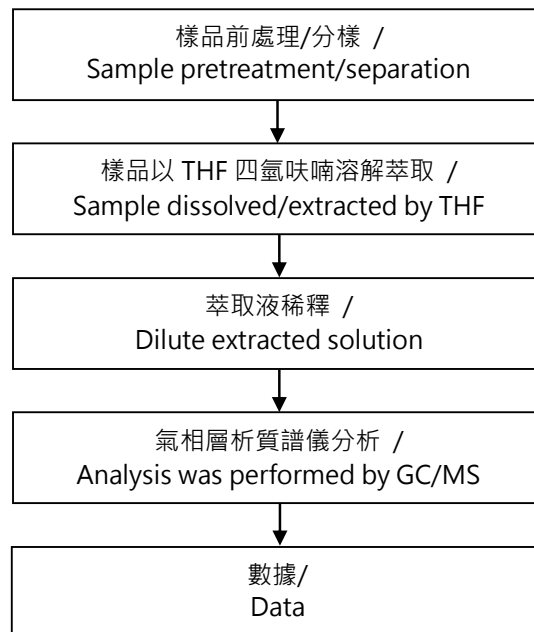 樣品前處理/分樣 /
Sample pretreatment/separation
樣品以 THF 四氫呋喃溶解萃取 /
Sample dissolved/extracted by THF
萃取液稀釋 /
Dilute extracted solution
氣相層析質譜儀分析 /
Analysis was performed by GC/MS
數據/
Data